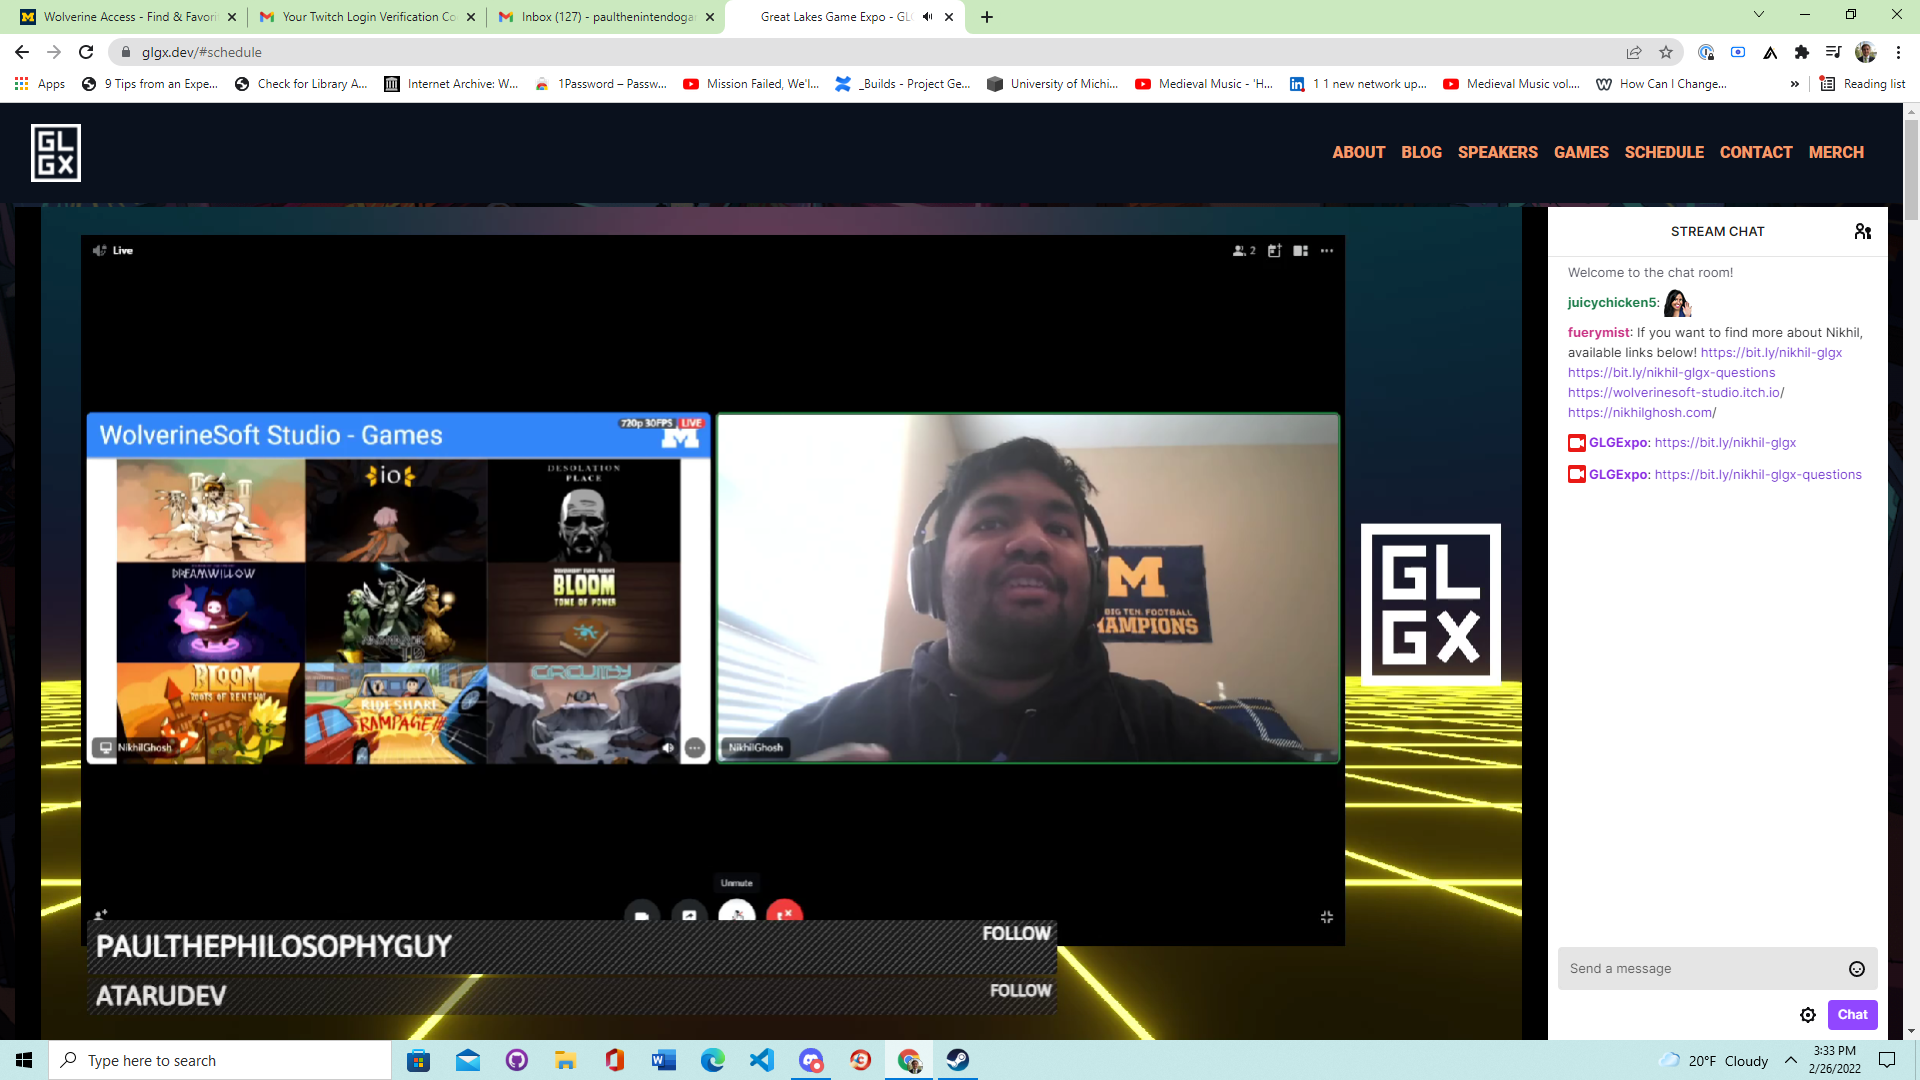 Wolverine Access - Find & Favori
Your Twitch Login Verification Co
Inbox (127) - paulthenintendoga
Great Lakes Game Expo - GLG
glgx.dev/#schedule
Apps
9 Tips from an Expe...
Check for Library A...
Internet Archive: W...
1Password – Passw...
Mission Failed, We'l...
_Builds - Project Ge...
University of Michi...
Medieval Music - 'H...
1 1 new network up...
Medieval Music vol....
How Can I Change...
»
Reading list
GL
GX
ABOUT BLOG SPEAKERS GAMES SCHEDULE CONTACT MERCH
Live
2
WolverineSoft Studio - Games
720p 30FPS LIVE
M
io
DESOLATION
PLACE
DREAMWILLOW
BLOOM
TOME OF POWER
BLOOM
ROOTS OF RENEWAL
RIDE SHARE
RAMPAGE
CIRCUITRY
NikhilGhosh
M
BIG TEN FOOTBALL
HAMPIONS
NikhilGhosh
GL
GX
Unmute
PAULTHEPHILOSOPHYGUY FOLLOW
ATARUDEV FOLLOW
STREAM CHAT
Welcome to the chat room!
juicychicken5:
fuerymist: If you want to find more about Nikhil,
available links below! https://bit.ly/nikhil-glgx
https://bit.ly/nikhil-glgx-questions
https://wolverinesoft-studio.itch.io/
https://nikhilghosh.com/
GLGExpo: https://bit.ly/nikhil-glgx
GLGExpo: https://bit.ly/nikhil-glgx-questions
Send a message
Chat
Type here to search
20°F Cloudy
3:33 PM
2/26/2022